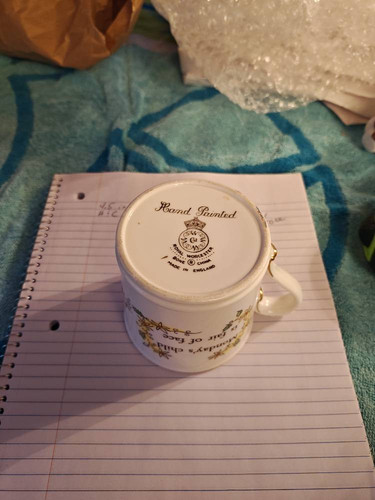 Hand Painted
ROYAL WORCESTER
BONE CHINA
MADE IN ENGLAND
Monday's child
is fair of face